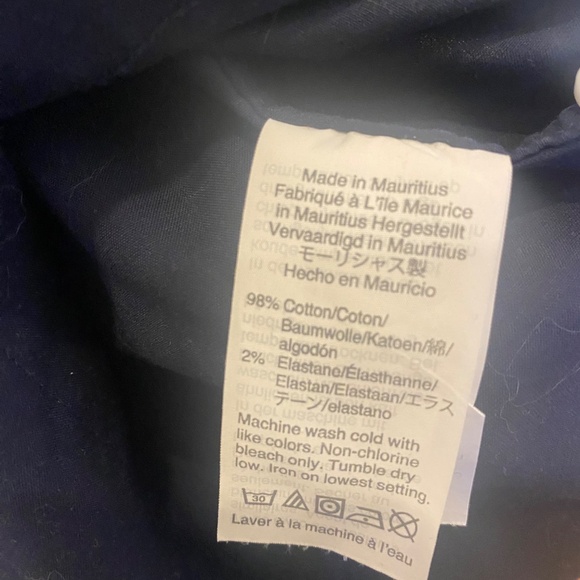 Made in Mauritius
Fabriqué à L'île Maurice
in Mauritius Hergestellt
Vervaardigd in Mauritius
モーリシャス製
Hecho en Mauricio
98% Cotton/Coton/
Baumwolle/Katoen/綿/
algodón
2% Elastane/Élasthanne/
Elastan/Elastaan/エラス
テーン/elastano
Machine wash cold with
like colors. Non-chlorine
bleach only. Tumble dry
low. Iron on lowest setting.
30
Laver à la machine à l'eau